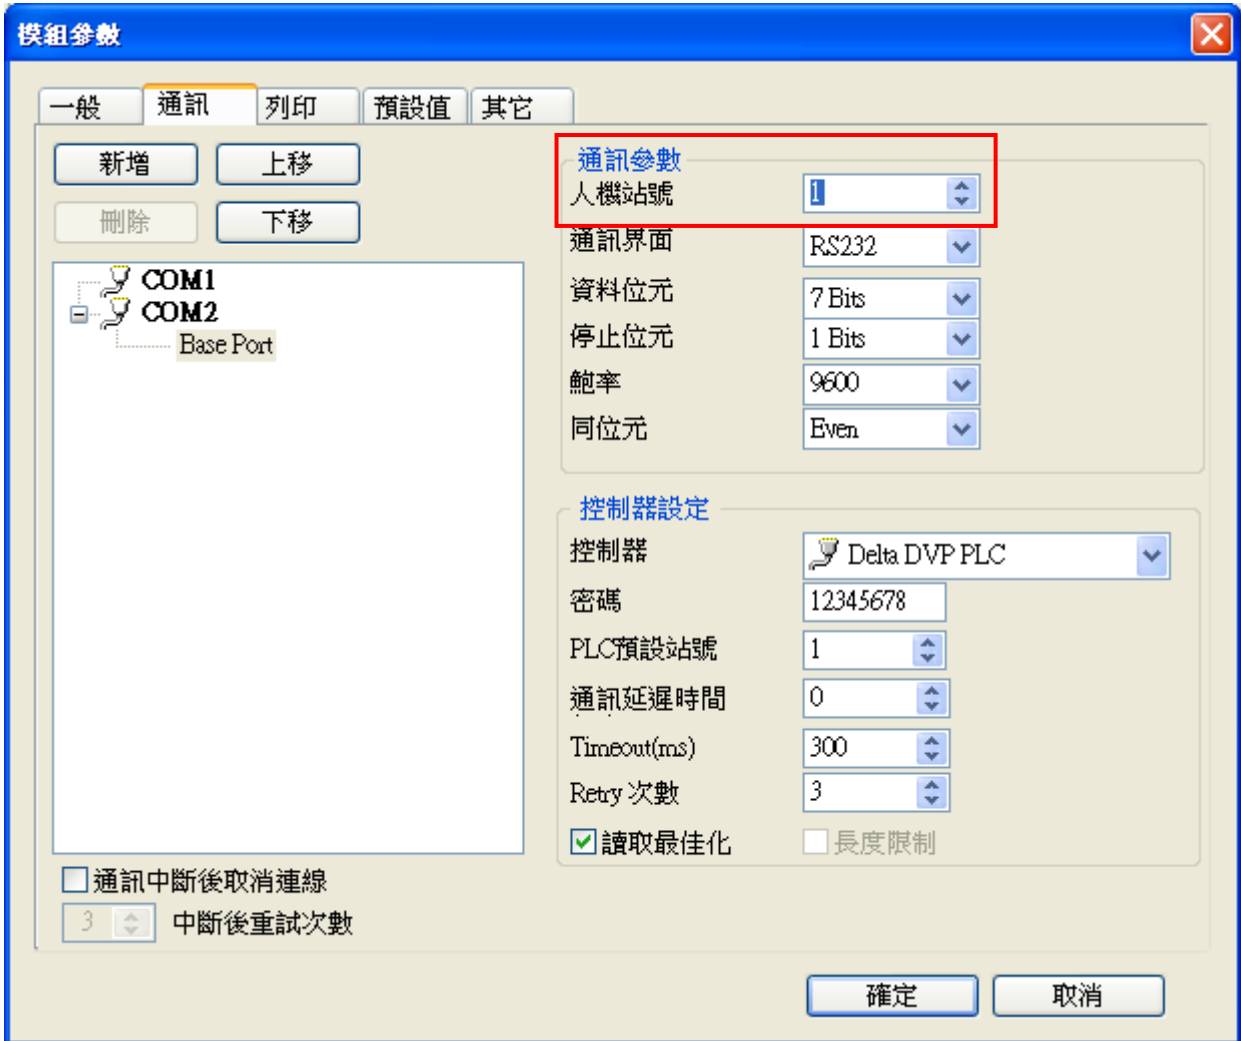 模組參數
一般 通訊 列印 預設值 其它
新增 上移
刪除 下移
COM1
COM2
Base Port
通訊中斷後取消連線
3 中斷後重試次數
通訊參數
人機站號 1
通訊界面 RS232
資料位元 7 Bits
停止位元 1 Bits
鮑率 9600
同位元 Even
控制器設定
控制器 Delta DVP PLC
密碼 12345678
PLC預設站號 1
通訊延遲時間 0
Timeout(ms) 300
Retry 次數 3
讀取最佳化 長度限制
確定 取消